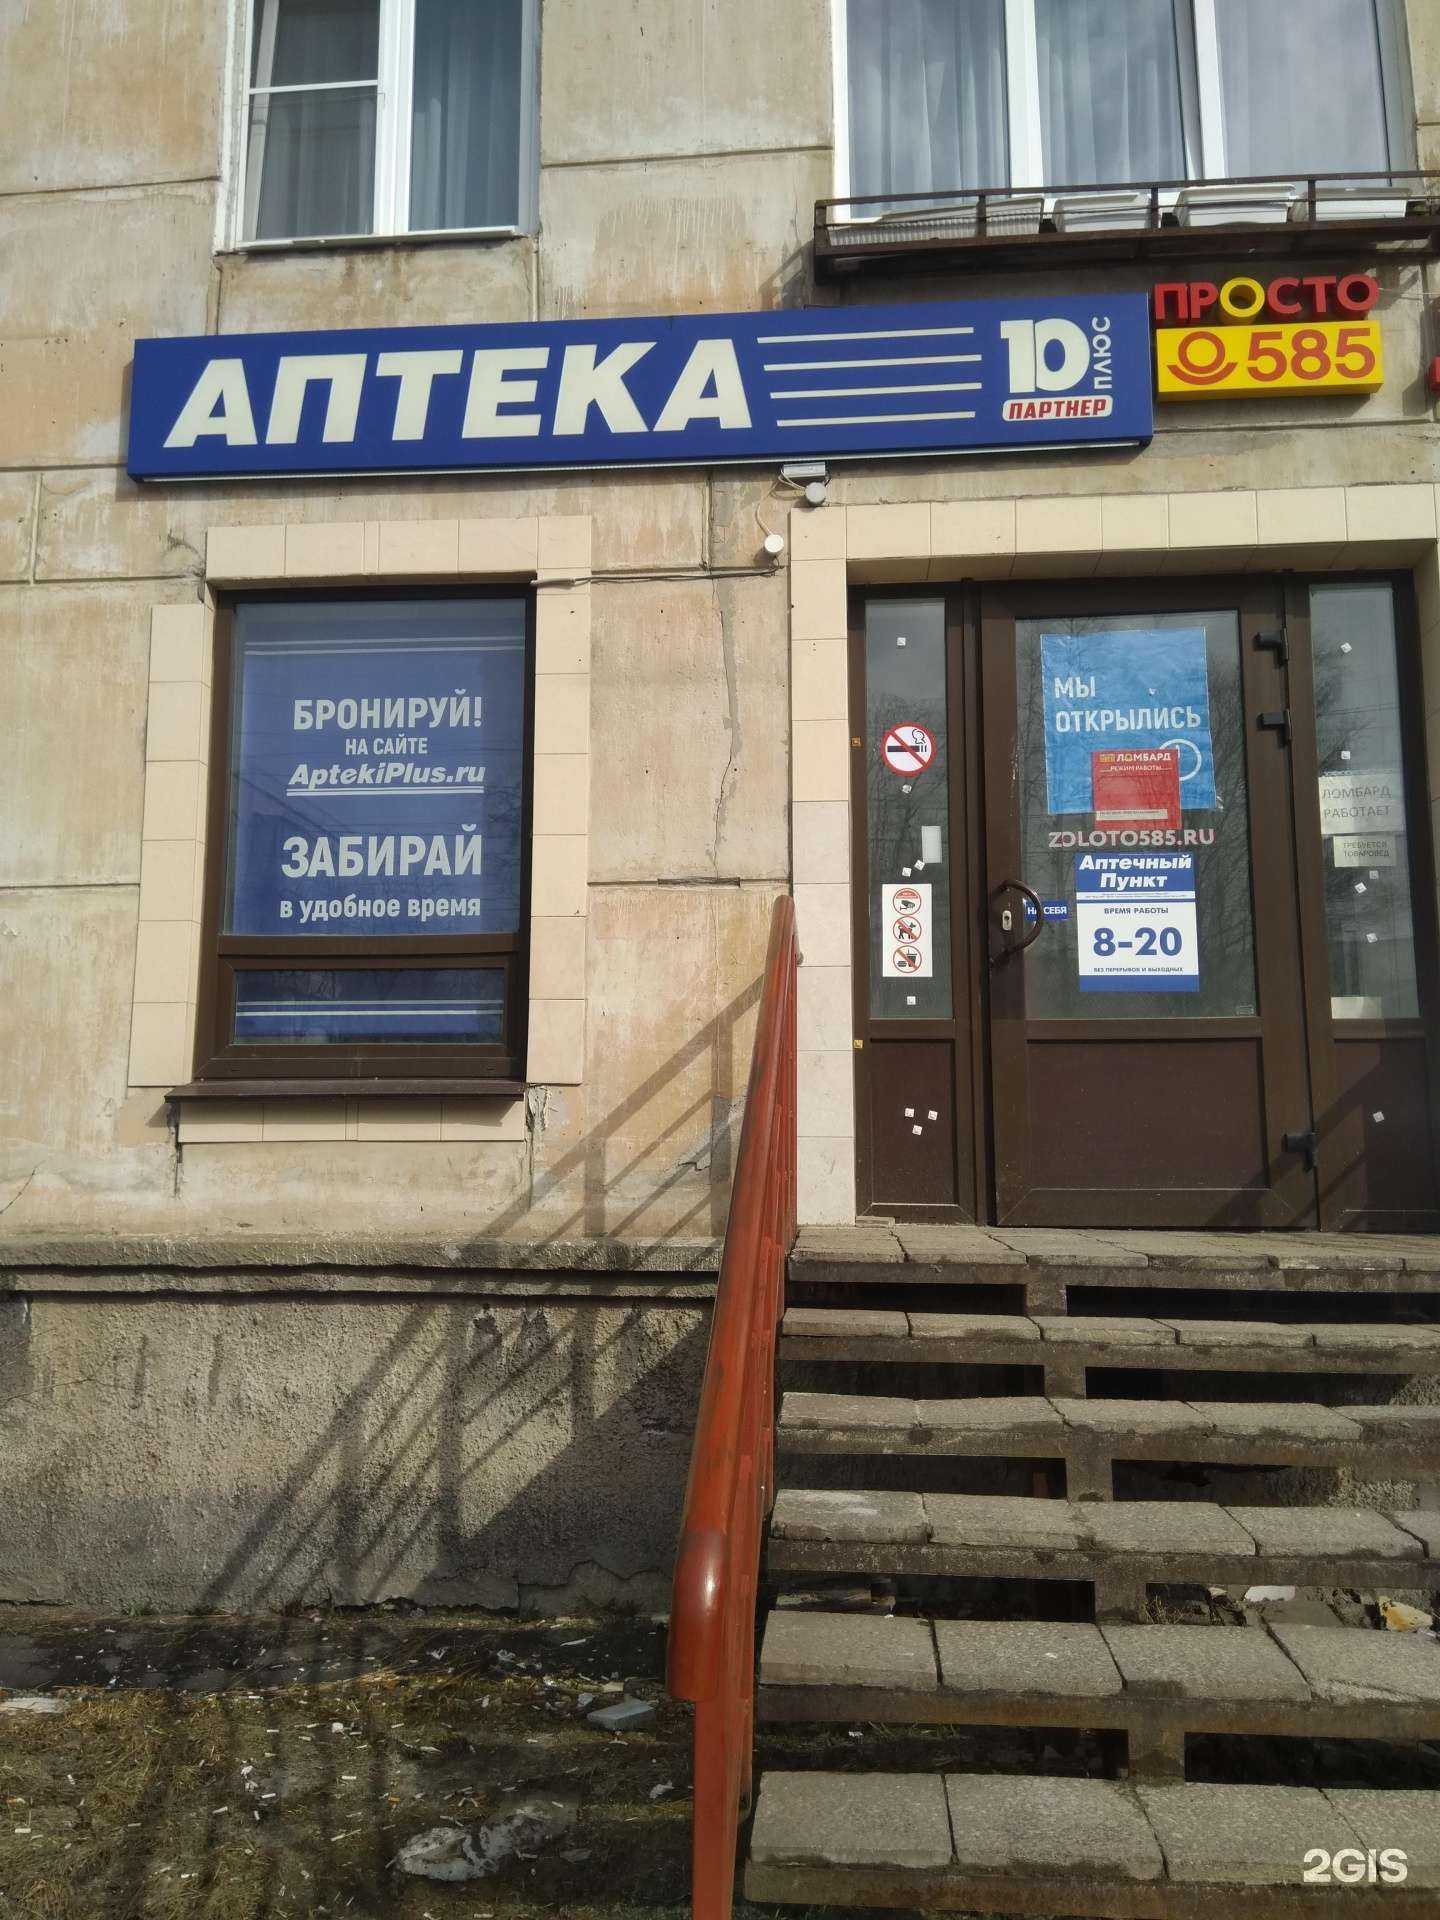 АПТЕКА
10
ПЛЮС
ПАРТНЕР
ПРОСТО
585
БРОНИРУЙ!
НА САЙТЕ
AptekiPlus.ru
ЗАБИРАЙ
в удобное время
МЫ
ОТКРЫЛИСЬ
ЛОМБАРД
РЕЖИМ РАБОТЫ
ZOLOTO585.RU
Аптечный
Пункт
ВРЕМЯ РАБОТЫ
8-20
БЕЗ ПЕРЕРЫВОВ И ВЫХОДНЫХ
НА СЕБЯ
ЛОМБАРД
РАБОТАЕТ
ТРЕБУЕТСЯ
ТОВАРОВЕД
2GIS